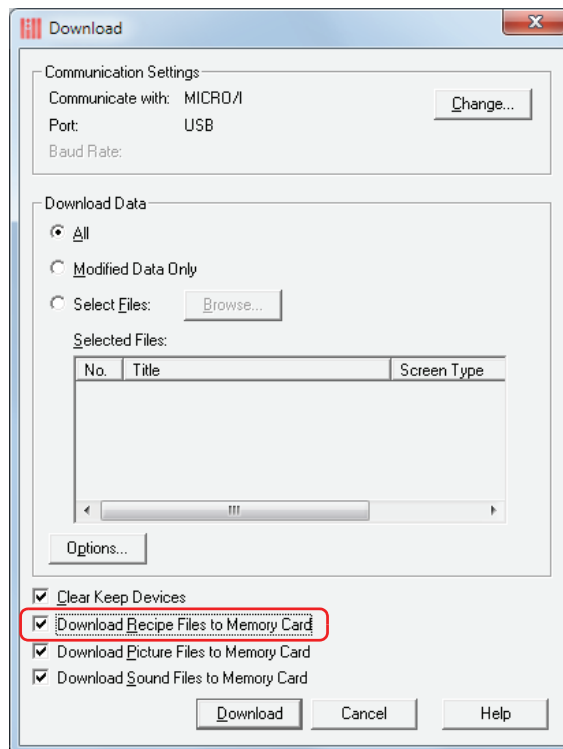 Download
Communication Settings
Communicate with: MICRO/I
Change...
Port: USB
Baud Rate:
Download Data
All
Modified Data Only
Select Files: Browse...
Selected Files:
No. Title Screen Type
Options...
Clear Keep Devices
Download Recipe Files to Memory Card
Download Picture Files to Memory Card
Download Sound Files to Memory Card
Download Cancel Help